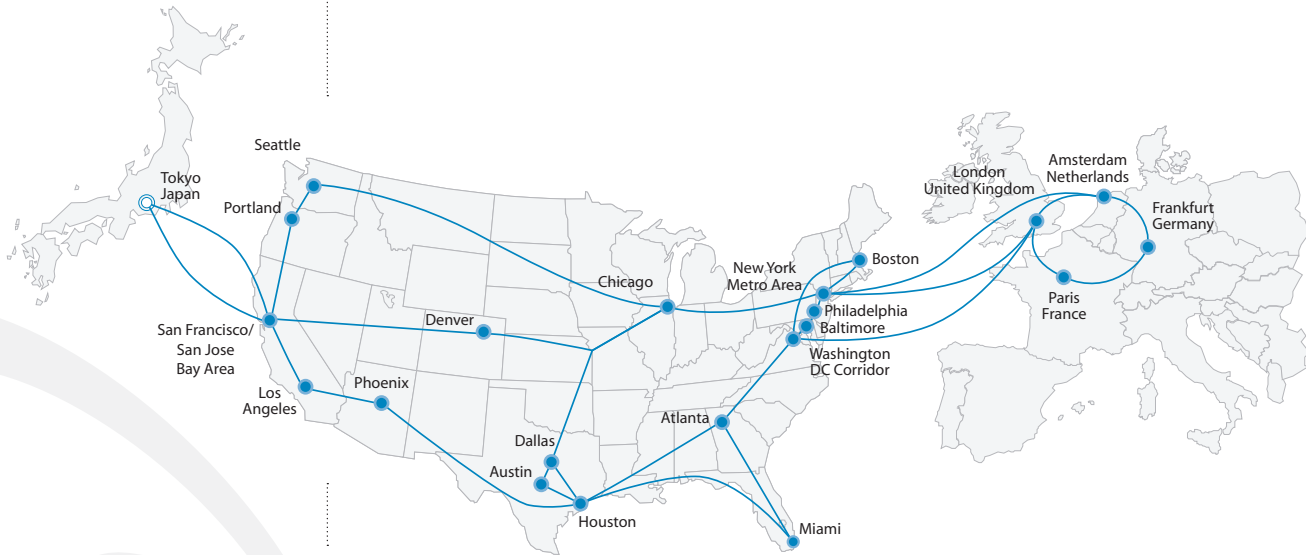 Seattle
Tokyo
Japan
Portland
San Francisco/
San Jose
Bay Area
Los
Angeles
Phoenix
Denver
Chicago
Dallas
Austin
Houston
Atlanta
Miami
New York
Metro Area
Boston
Philadelphia
Baltimore
Washington
DC Corridor
London
United Kingdom
Amsterdam
Netherlands
Frankfurt
Germany
Paris
France